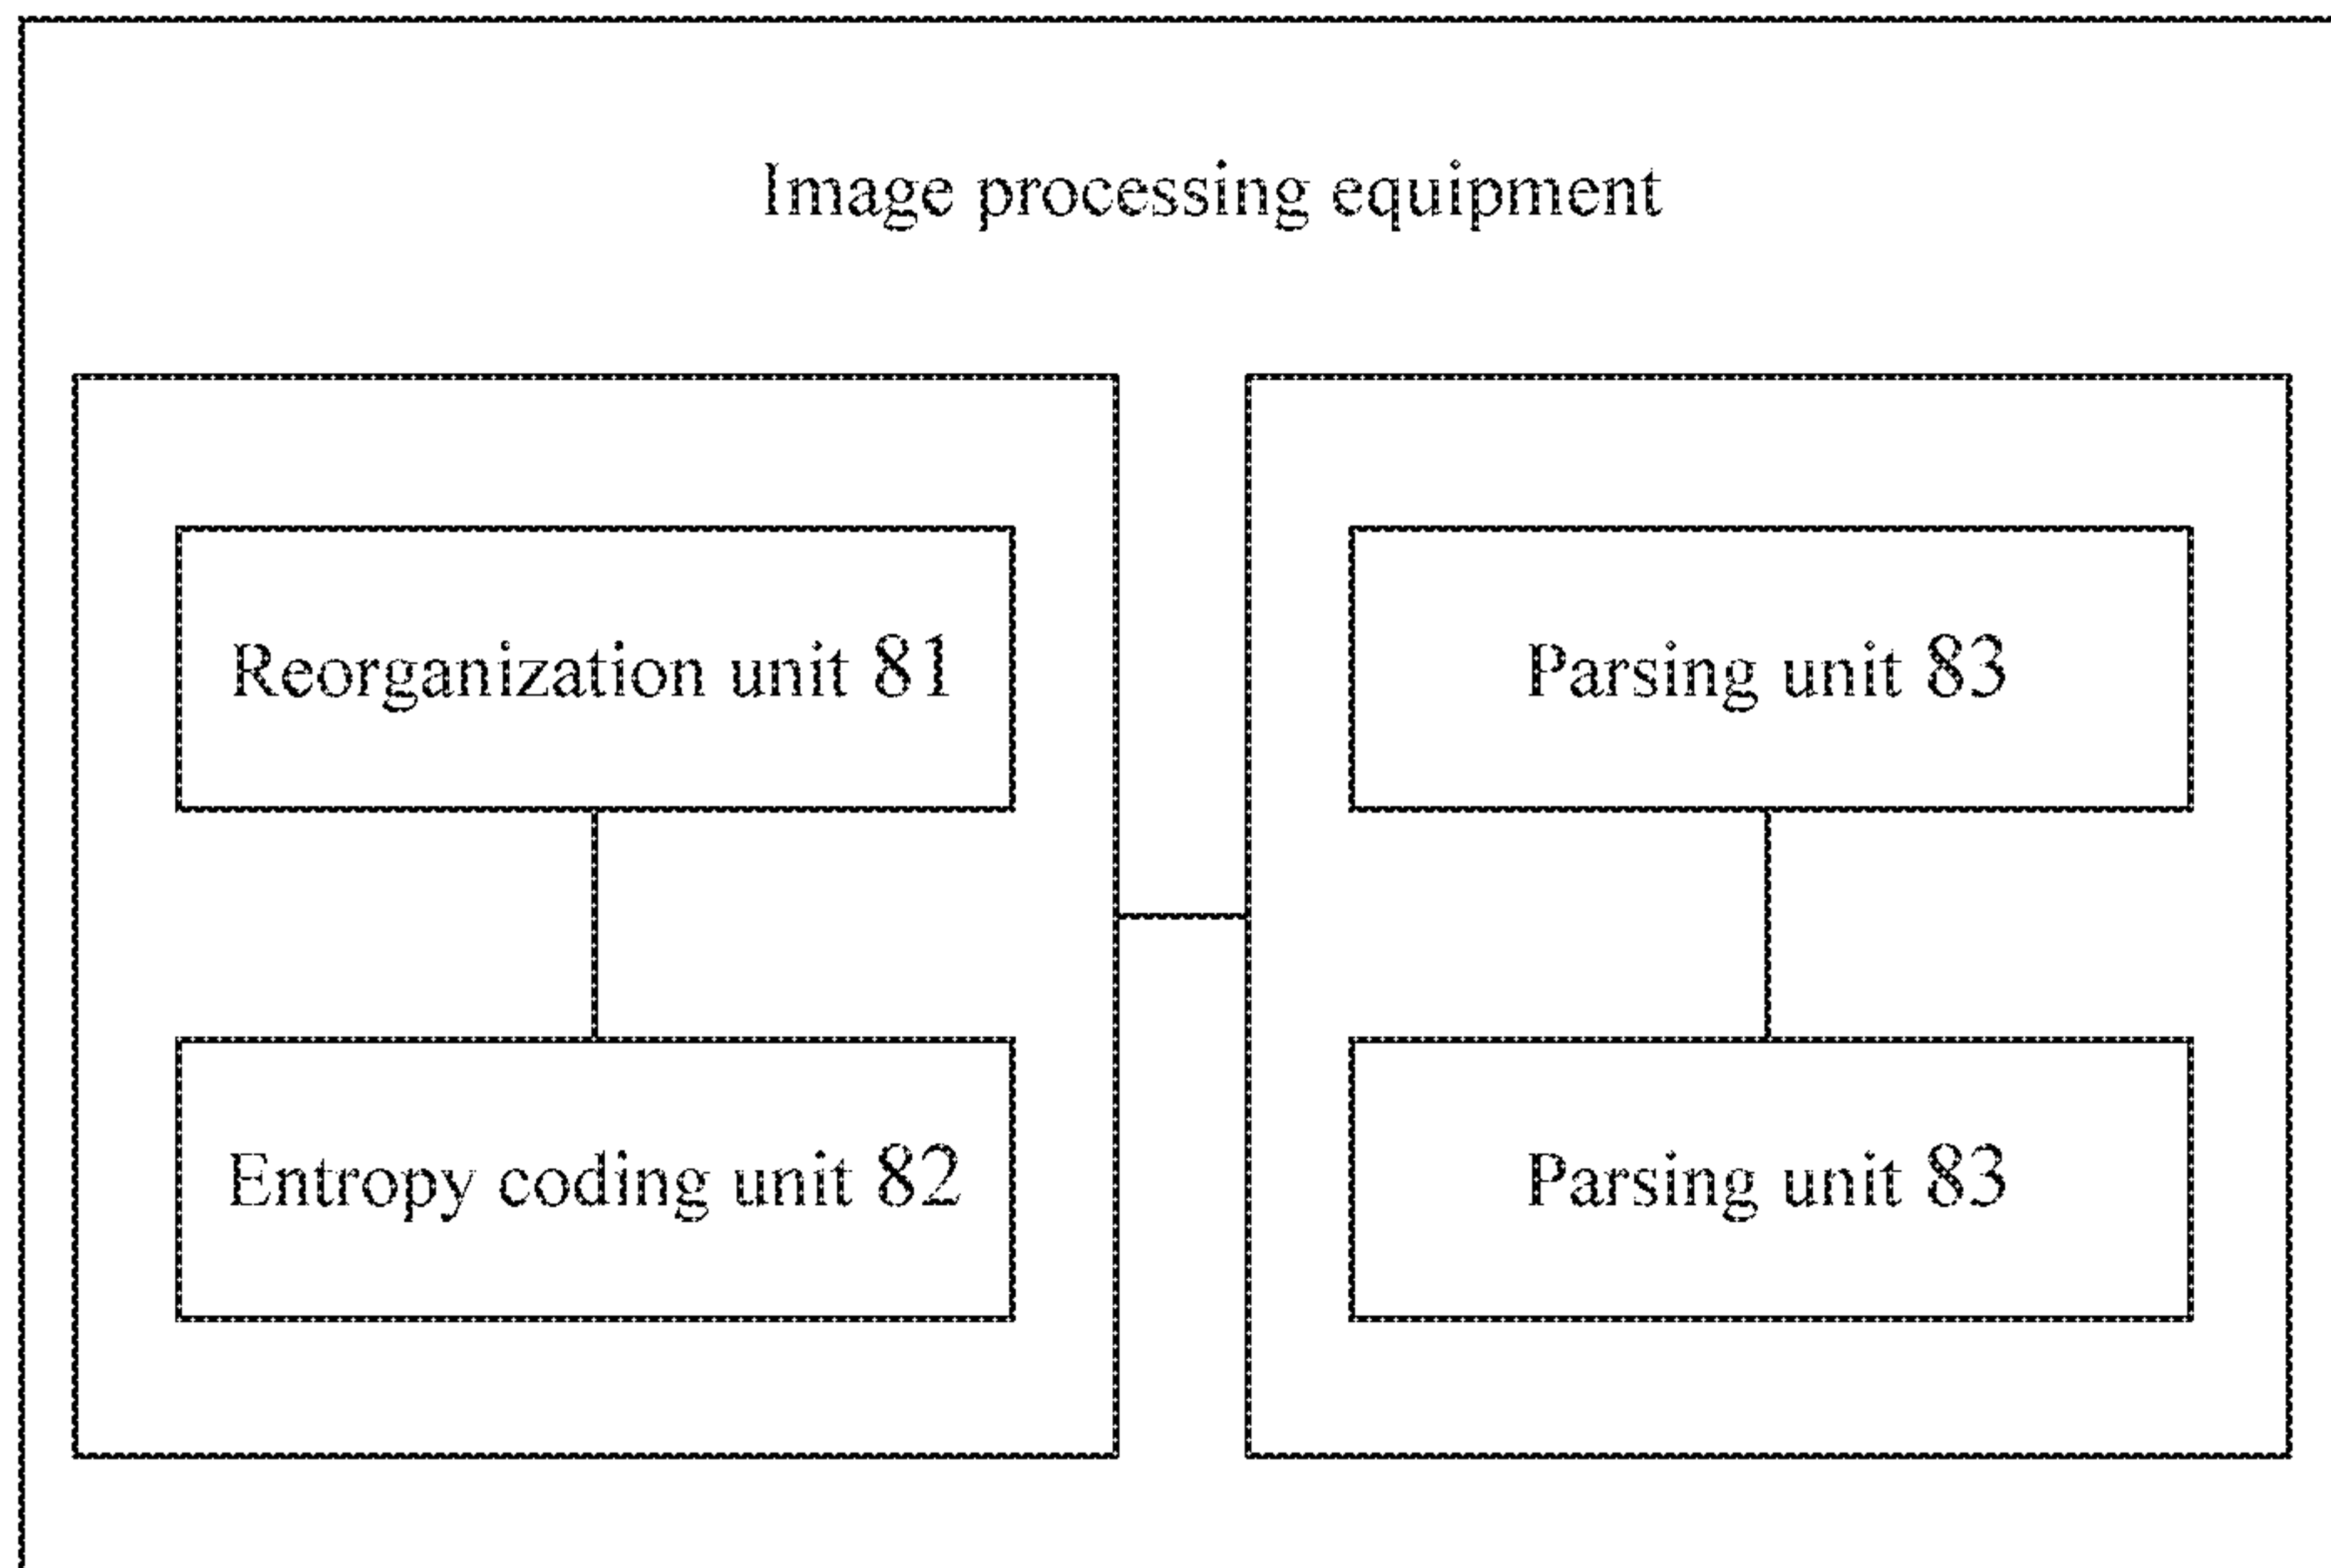 Image processing equipment
Reorganization unit 81
Entropy coding unit 82
Parsing unit 83
Parsing unit 83